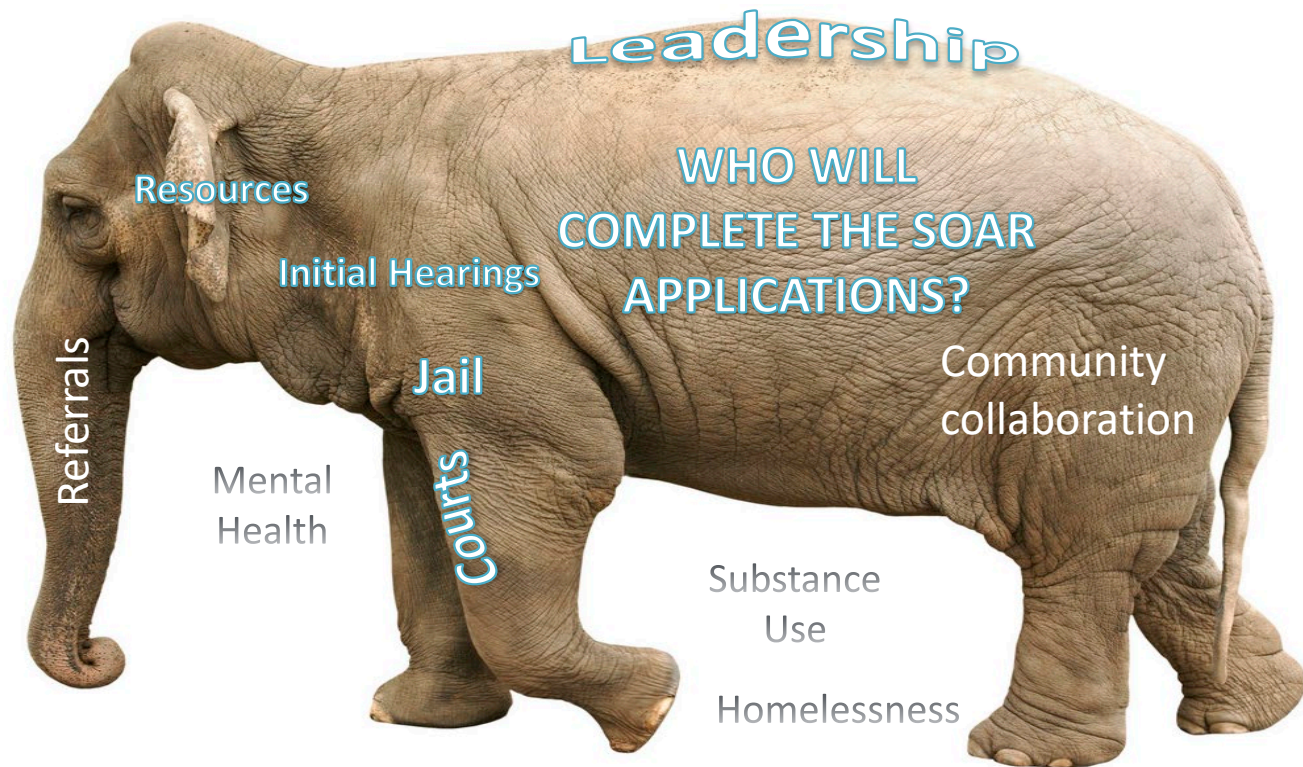 Leadership
WHO WILL
COMPLETE THE SOAR
APPLICATIONS?
Resources
Initial Hearings
Referrals
Jail
Community
collaboration
Courts
Mental
Health
Substance
Use
Homelessness